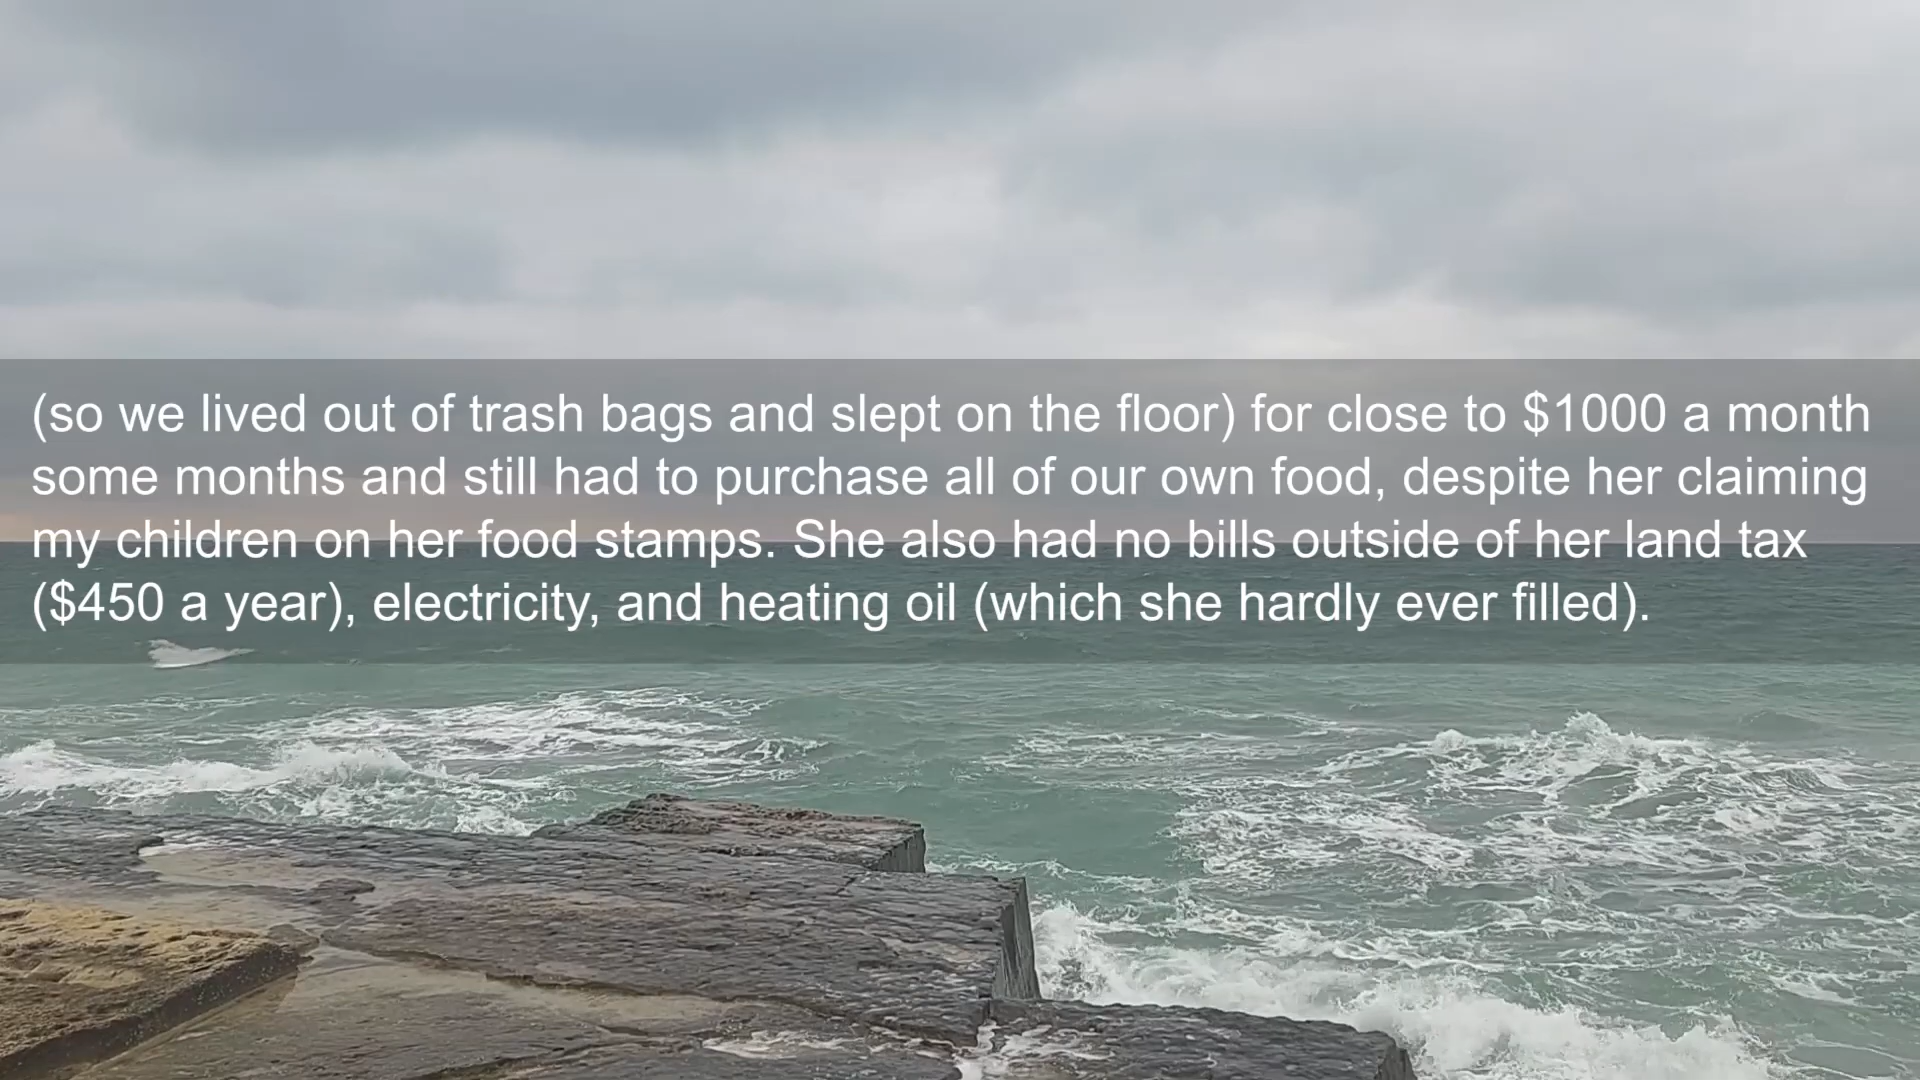 (so we lived out of trash bags and slept on the floor) for close to $1000 a month
some months and still had to purchase all of our own food, despite her claiming
my children on her food stamps. She also had no bills outside of her land tax
($450 a year), electricity, and heating oil (which she hardly ever filled).